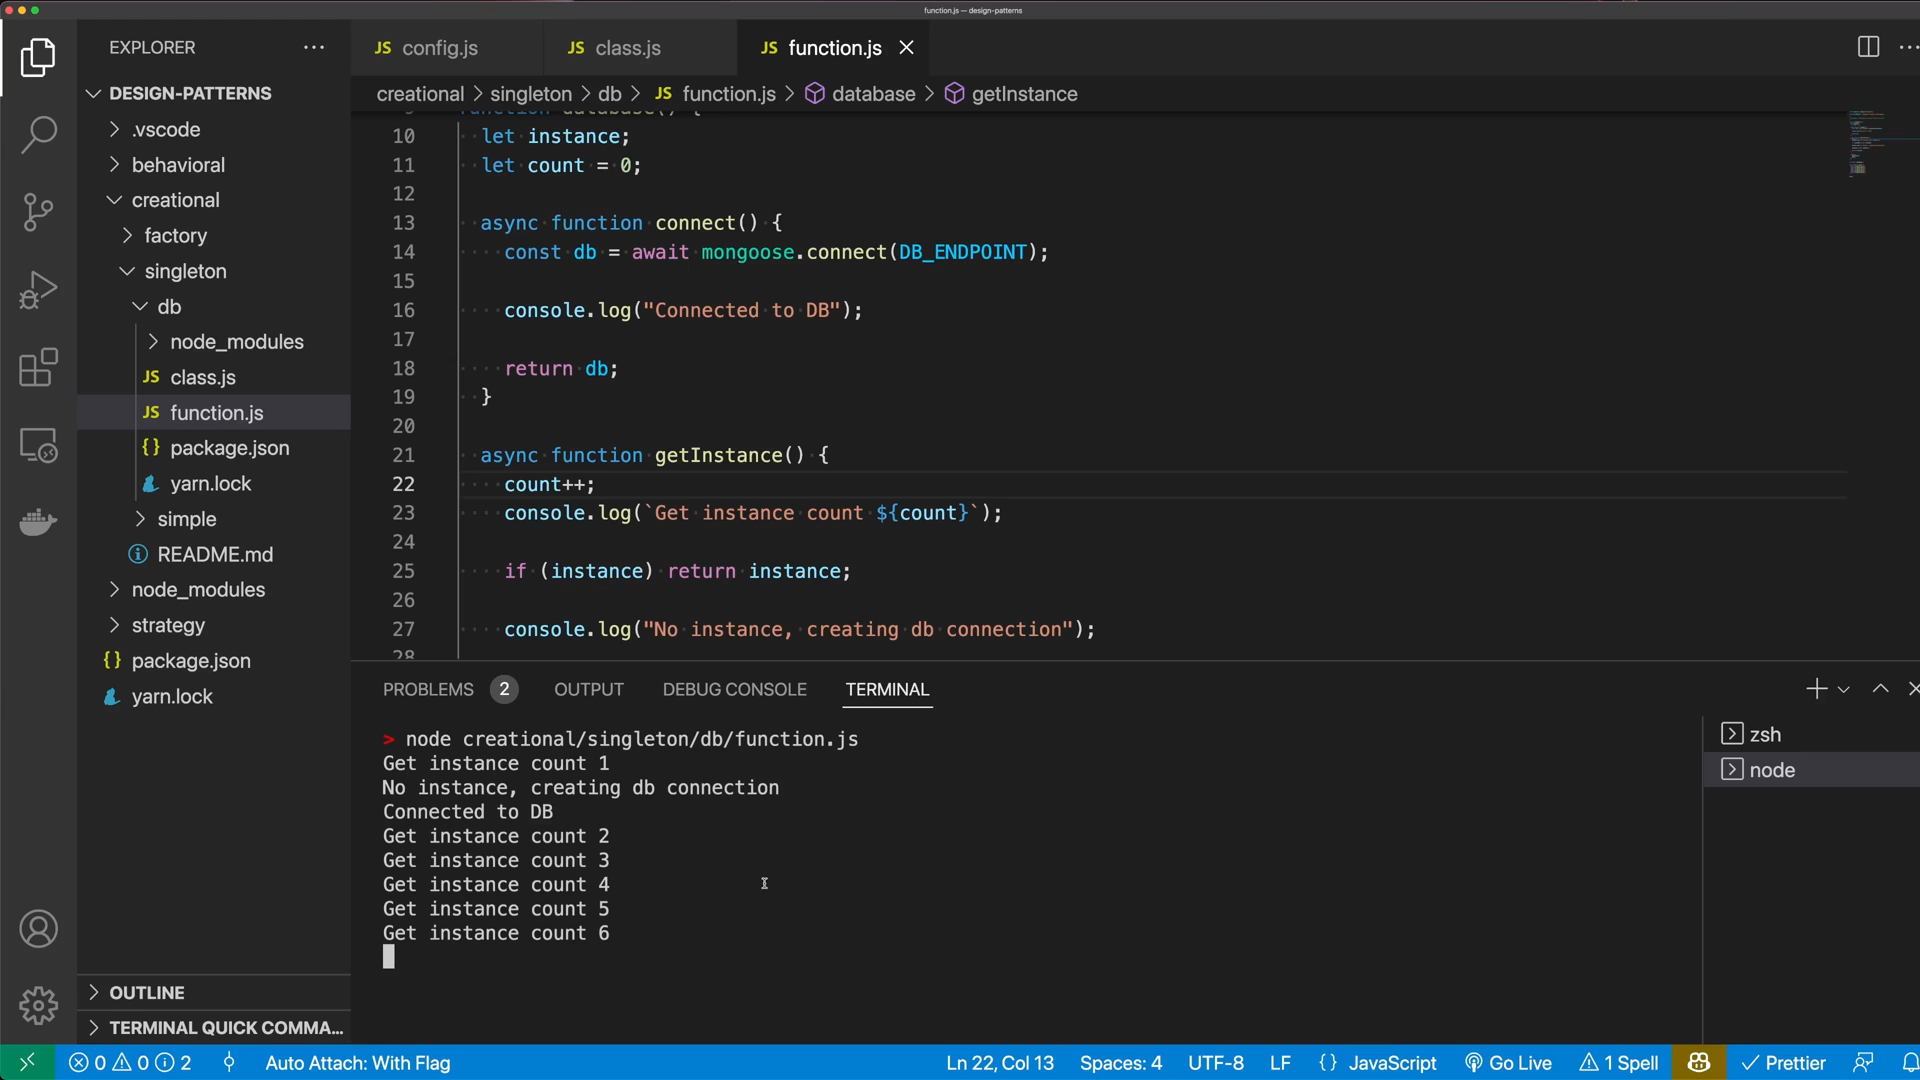 function.js — design-patterns
EXPLORER
JS config.js
JS class.js
JS function.js
creational > singleton > db > JS function.js > database > getInstance
DESIGN-PATTERNS
.vscode
behavioral
creational
factory
singleton
db
node_modules
JS class.js
JS function.js
{} package.json
yarn.lock
simple
README.md
node_modules
strategy
{} package.json
yarn.lock
OUTLINE
TERMINAL QUICK COMMA...
9 function database() {
10 let instance;
11 let count = 0;
12
13 async function connect() {
14 const db = await mongoose.connect(DB_ENDPOINT);
15
16 console.log("Connected to DB");
17
18 return db;
19 }
20
21 async function getInstance() {
22 count++;
23 console.log(`Get instance count ${count}`);
24
25 if (instance) return instance;
26
27 console.log("No instance, creating db connection");
28
PROBLEMS 2 OUTPUT DEBUG CONSOLE TERMINAL
> node creational/singleton/db/function.js
Get instance count 1
No instance, creating db connection
Connected to DB
Get instance count 2
Get instance count 3
Get instance count 4
Get instance count 5
Get instance count 6
zsh
node
0 0 2 Auto Attach: With Flag Ln 22, Col 13 Spaces: 4 UTF-8 LF {} JavaScript Go Live 1 Spell Prettier